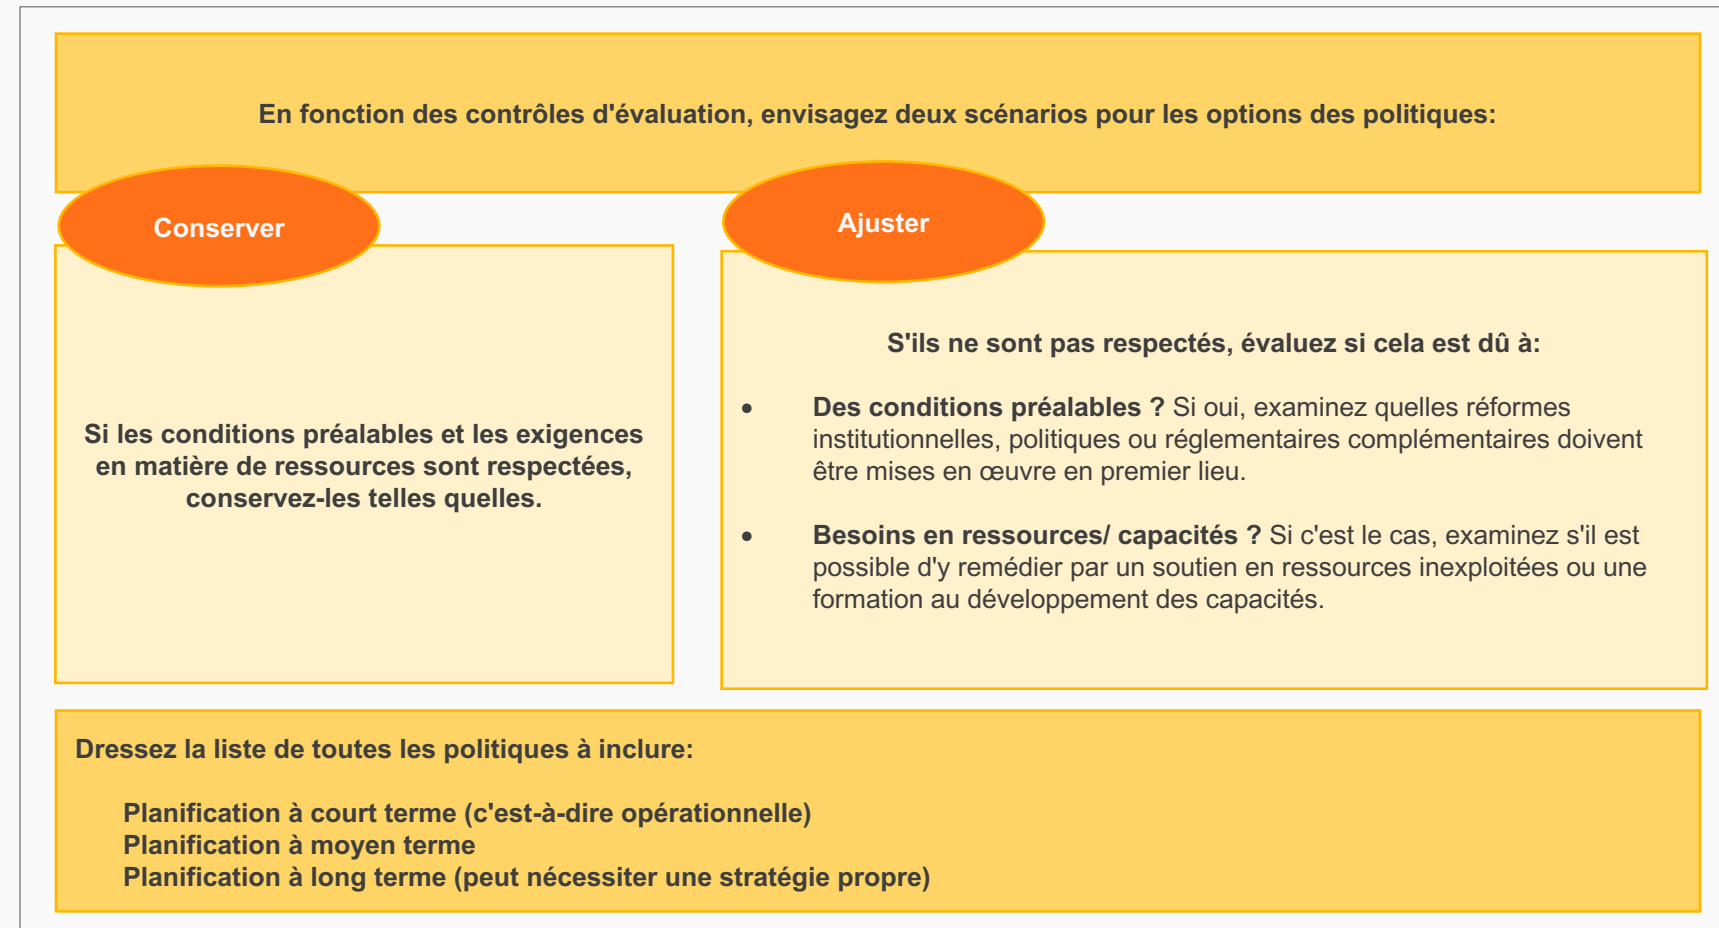 En fonction des contrôles d'évaluation, envisagez deux scénarios pour les options des politiques:
Conserver
Si les conditions préalables et les exigences
en matière de ressources sont respectées,
conservez-les telles quelles.
Ajuster
S'ils ne sont pas respectés, évaluez si cela est dû à:
• Des conditions préalables ? Si oui, examinez quelles réformes
institutionnelles, politiques ou réglementaires complémentaires doivent
être mises en œuvre en premier lieu.
• Besoins en ressources/ capacités ? Si c'est le cas, examinez s'il est
possible d'y remédier par un soutien en ressources inexploitées ou une
formation au développement des capacités.
Dressez la liste de toutes les politiques à inclure:
Planification à court terme (c'est-à-dire opérationnelle)
Planification à moyen terme
Planification à long terme (peut nécessiter une stratégie propre)